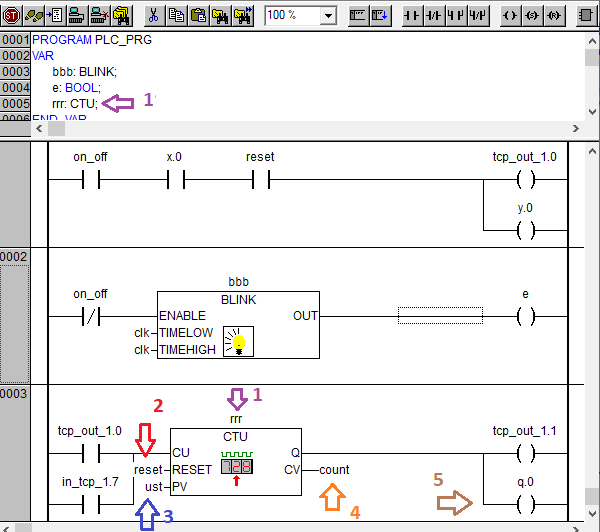 STOP
100 %
0001 PROGRAM PLC_PRG
0002 VAR
0003 bbb: BLINK;
0004 e: BOOL;
0005 rrr: CTU; 1
0006 END_VAR
on_off x.0 reset tcp_out_1.0
y.0
0002
bbb
on_off BLINK e
ENABLE OUT
clk TIMELOW
clk TIMEHIGH
0003
1
2 rrr
tcp_out_1.0 CTU tcp_out_1.1
CU Q
reset RESET CV count
in_tcp_1.7 ust PV 5 q.0
3 4